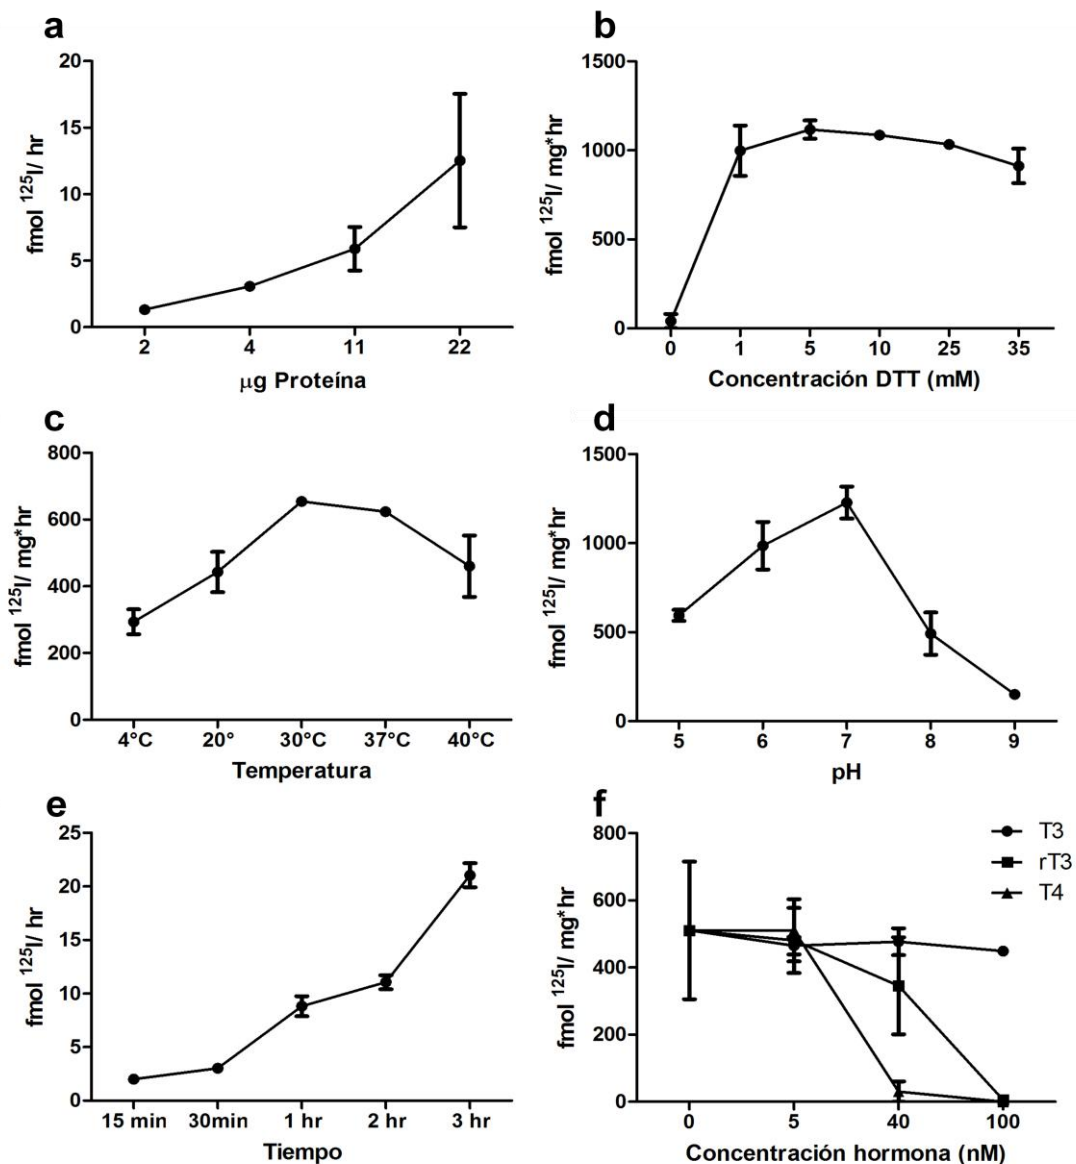 a
20
15
10
5
0
fmol ¹²⁵I/ hr
2 4 11 22
µg Proteína
b
1500
1000
500
0
fmol ¹²⁵I/ mg*hr
0 1 5 10 25 35
Concentración DTT (mM)
c
800
600
400
200
0
fmol ¹²⁵I/ mg*hr
4°C 20° 30°C 37°C 40°C
Temperatura
d
1500
1000
500
0
fmol ¹²⁵I/ mg*hr
5 6 7 8 9
pH
e
25
20
15
10
5
0
fmol ¹²⁵I/ hr
15 min 30min 1 hr 2 hr 3 hr
Tiempo
f
800
600
400
200
0
fmol ¹²⁵I/ mg*hr
T3
rT3
T4
0 5 40 100
Concentración hormona (nM)